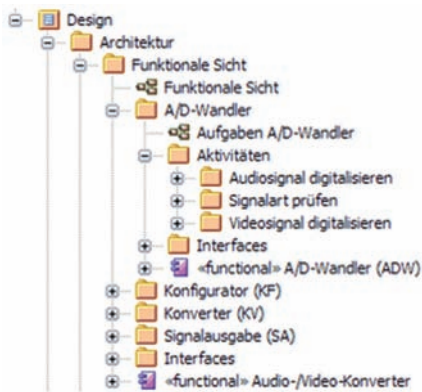 Design
Architektur
Funktionale Sicht
Funktionale Sicht
A/D-Wandler
Aufgaben A/D-Wandler
Aktivitäten
Audiosignal digitalisieren
Signalart prüfen
Videosignal digitalisieren
Interfaces
«functional» A/D-Wandler (ADW)
Konfigurator (KF)
Konverter (KV)
Signalausgabe (SA)
Interfaces
«functional» Audio-/Video-Konverter